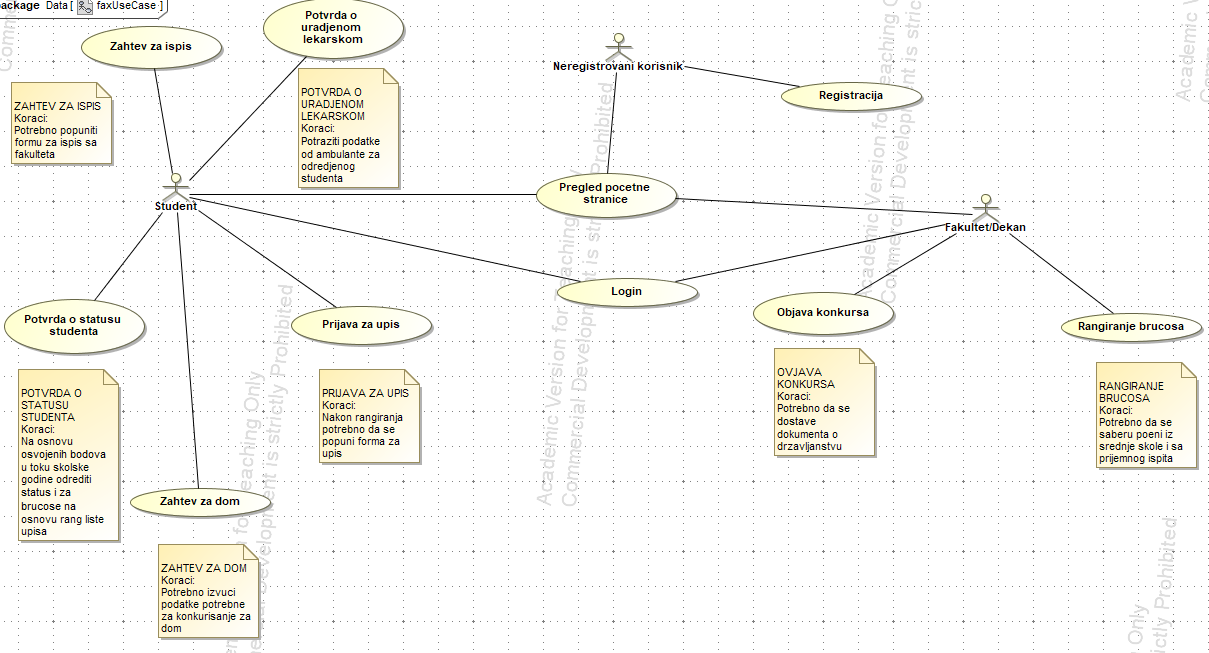 package Data [ faxUseCase ]
Zahtev za ispis
Potvrda o
uradjenom
lekarskom
ZAHTEV ZA ISPIS
Koraci:
Potrebno popuniti
formu za ispis sa
fakulteta
POTVRDA O
URADJENOM
LEKARSKOM
Koraci:
Potraziti podatke
od ambulante za
odredjenog
studenta
Neregistrovani korisnik
Registracija
Student
Pregled pocetne
stranice
Fakultet/Dekan
Login
Potvrda o statusu
studenta
Prijava za upis
Objava konkursa
Rangiranje brucosa
POTVRDA O
STATUSU
STUDENTA
Koraci:
Na osnovu
osvojenih bodova
u toku skolske
godine odrediti
status i za
brucose na
osnovu rang liste
upisa
PRIJAVA ZA UPIS
Koraci:
Nakon rangiranja
potrebno da se
popuni forma za
upis
OVJAVA
KONKURSA
Koraci:
Potrebno da se
dostave
dokumenta o
drzavljanstvu
RANGIRANJE
BRUCOSA
Koraci:
Potrebno da se
saberu poeni iz
srednje skole i sa
prijemnog ispita
Zahtev za dom
ZAHTEV ZA DOM
Koraci:
Potrebno izvuci
podatke potrebne
za konkurisanje za
dom
Academic Version for Teaching Only
Commercial Development is strictly Prohibited